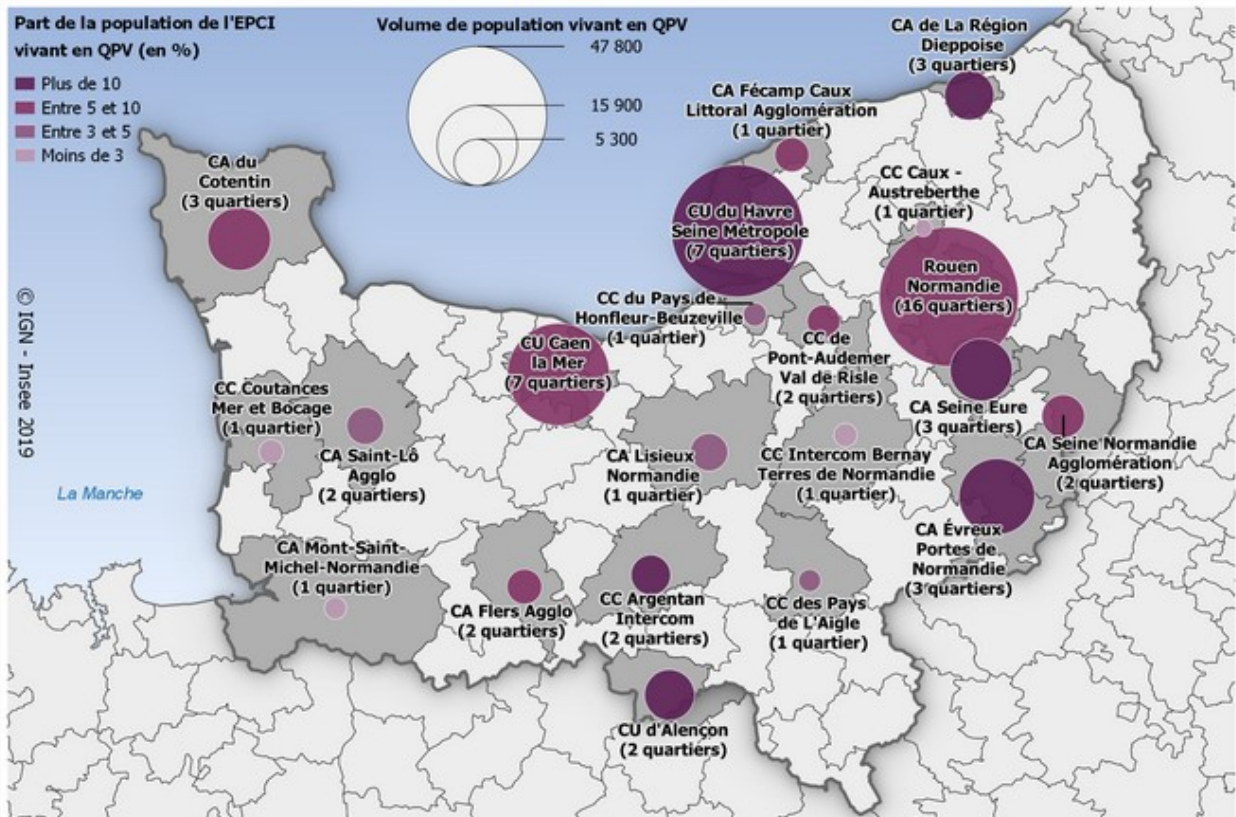 Part de la population de l'EPCI
vivant en QPV (en %)
Plus de 10
Entre 5 et 10
Entre 3 et 5
Moins de 3
Volume de population vivant en QPV
47 800
15 900
5 300
CA de La Région
Dieppoise
(3 quartiers)
CA Fécamp Caux
Littoral Agglomération
(1 quartier)
CA du
Cotentin
(3 quartiers)
CC Caux -
Austreberthe
(1 quartier)
CU du Havre
Seine Métropole
(7 quartiers)
Rouen
Normandie
(16 quartiers)
CC du Pays de
Honfleur-Beuzeville
(1 quartier)
CU Caen
la Mer
(7 quartiers)
CC de
Pont-Audemer
Val de Risle
(2 quartiers)
CC Coutances
Mer et Bocage
(1 quartier)
CA Saint-Lô
Agglo
(2 quartiers)
CA Lisieux
Normandie
(1 quartier)
CC Intercom Bernay
Terres de Normandie
(1 quartier)
CA Seine Eure
(3 quartiers)
CA Seine Normandie
Agglomération
(2 quartiers)
CA Évreux
Portes de
Normandie
(3 quartiers)
CA Mont-Saint-
Michel-Normandie
(1 quartier)
CA Flers Agglo
(2 quartiers)
CC Argentan
Intercom
(2 quartiers)
CC des Pays
de L'Aigle
(1 quartier)
CU d'Alençon
(2 quartiers)
La Manche
© IGN - Insee 2019